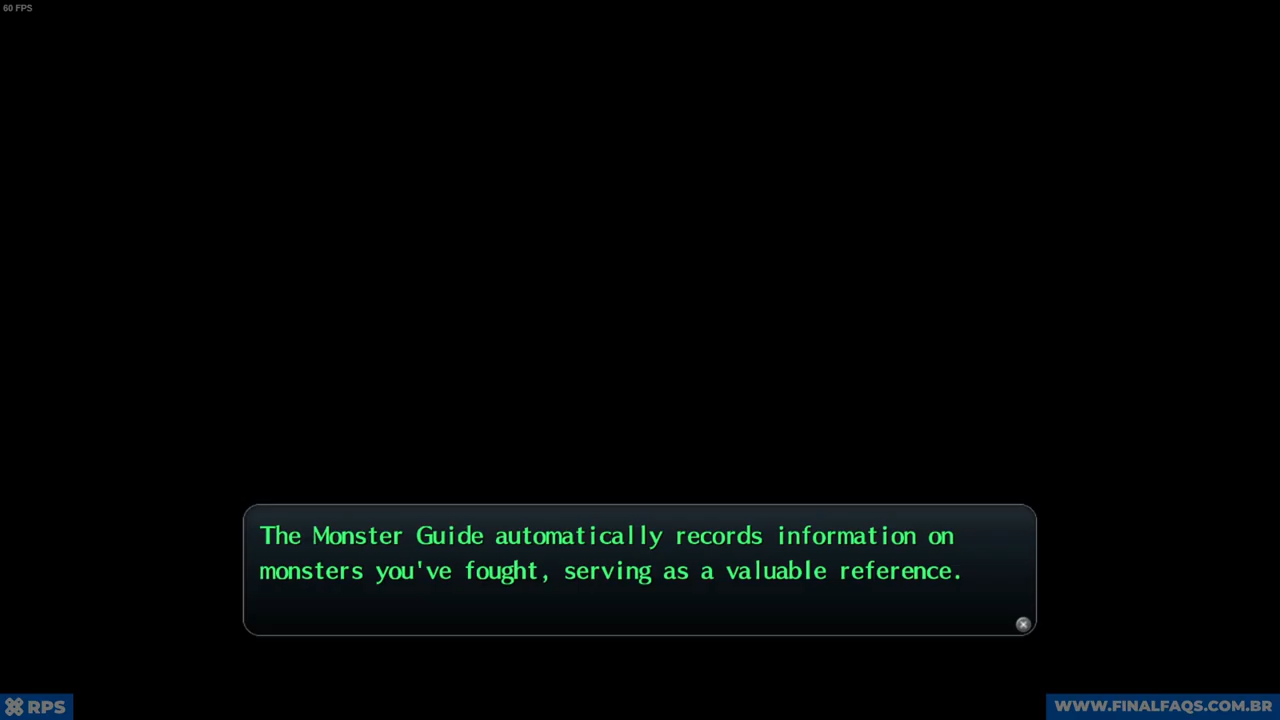 60 FPS
The Monster Guide automatically records information on
monsters you've fought, serving as a valuable reference.
RPS
WWW.FINALFAQS.COM.BR